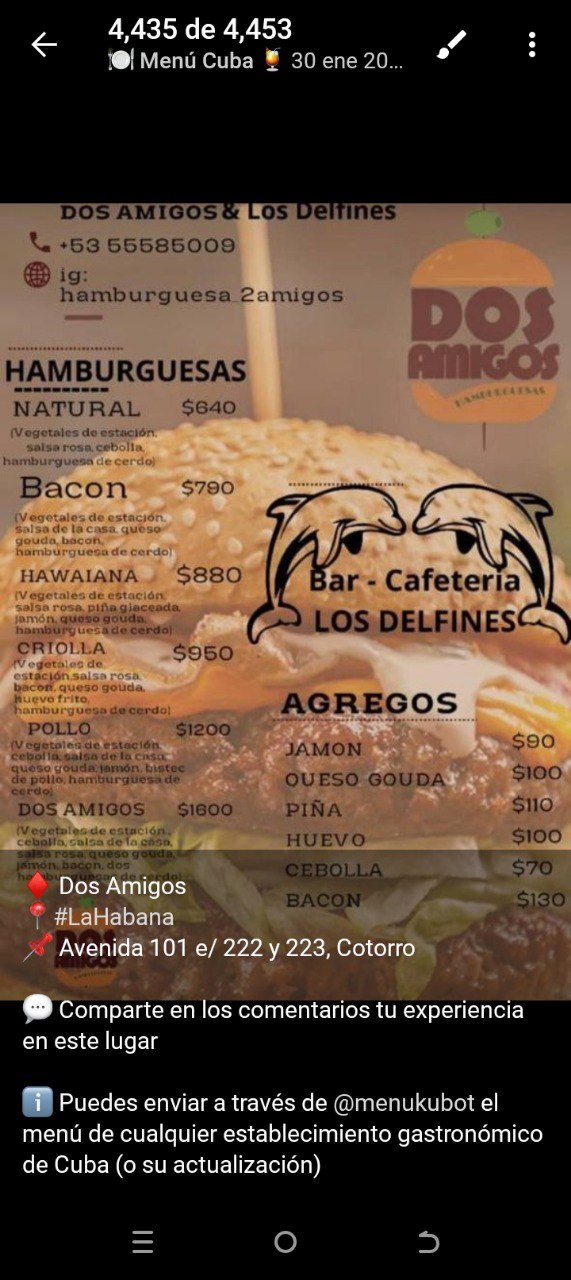 4,435 de 4,453
🍽 Menú Cuba 🍹 30 ene 20...
DOS AMIGOS & Los Delfines
+53 55585009
ig:
hamburguesa_2amigos
DOS
AMIGOS
HAMBURGUESAS
HAMBURGUESAS
NATURAL $640
(Vegetales de estación,
salsa rosa, cebolla,
hamburguesa de cerdo)
Bacon $790
(Vegetales de estación,
salsa de la casa, queso
gouda, bacon,
hamburguesa de cerdo)
HAWAIANA $880
(Vegetales de estación,
salsa rosa, piña glaceada,
jamón, queso gouda,
hamburguesa de cerdo)
CRIOLLA $950
(Vegetales de
estación,salsa rosa,
bacon, queso gouda,
huevo frito,
hamburguesa de cerdo)
POLLO $1200
(Vegetales de estación
cebolla, salsa de la casa,
queso gouda, jamón, bistec
de pollo, hamburguesa de
cerdo)
DOS AMIGOS $1600
(Vegetales de estación,
cebolla, salsa de la casa,
salsa rosa, queso gouda,
jamón, bacon, dos
hamburguesas de cerdo)
Bar - Cafetería
LOS DELFINES
AGREGOS
JAMON $90
QUESO GOUDA $100
PIÑA $110
HUEVO $100
CEBOLLA $70
BACON $130
♦️ Dos Amigos
📍 #LaHabana
📌 Avenida 101 e/ 222 y 223, Cotorro
DOS
AMIGOS
💬 Comparte en los comentarios tu experiencia
en este lugar
ℹ️ Puedes enviar a través de @menukubot el
menú de cualquier establecimiento gastronómico
de Cuba (o su actualización)